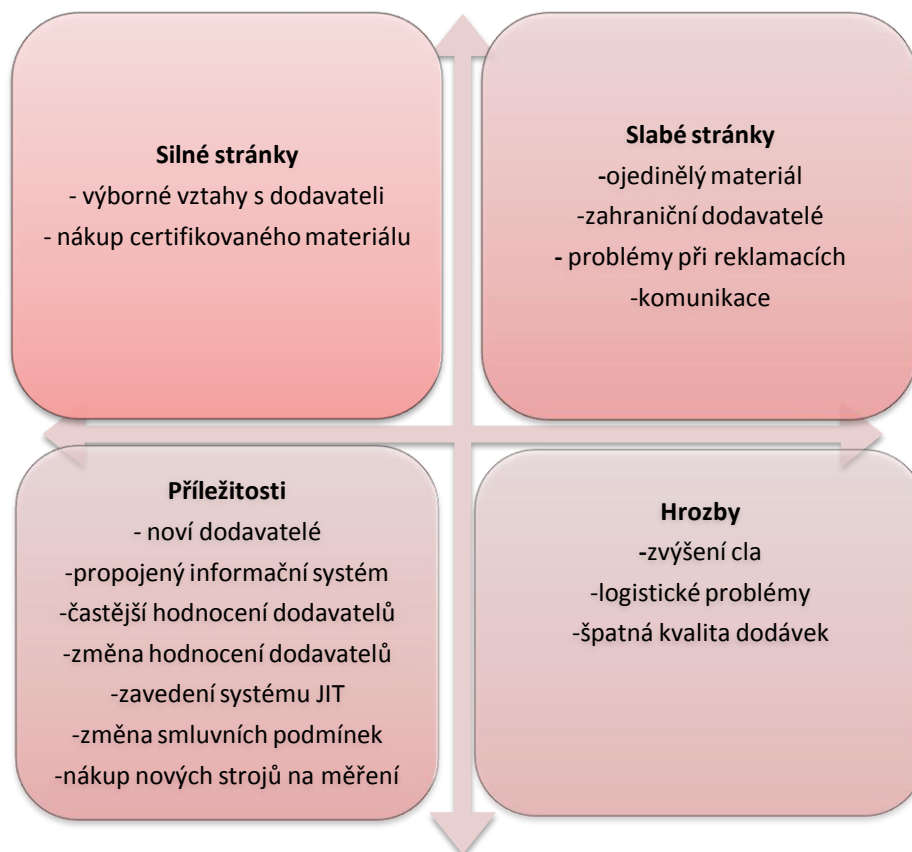 Silné stránky
- výborné vztahy s dodavateli
- nákup certifikovaného materiálu
Slabé stránky
-ojedinělý materiál
-zahraniční dodavatelé
- problémy při reklamacích
-komunikace
Příležitosti
- noví dodavatelé
-propojený informační systém
-častější hodnocení dodavatelů
-změna hodnocení dodavatelů
-zavedení systému JIT
-změna smluvních podmínek
-nákup nových strojů na měření
Hrozby
-zvýšení cla
-logistické problémy
-špatná kvalita dodávek